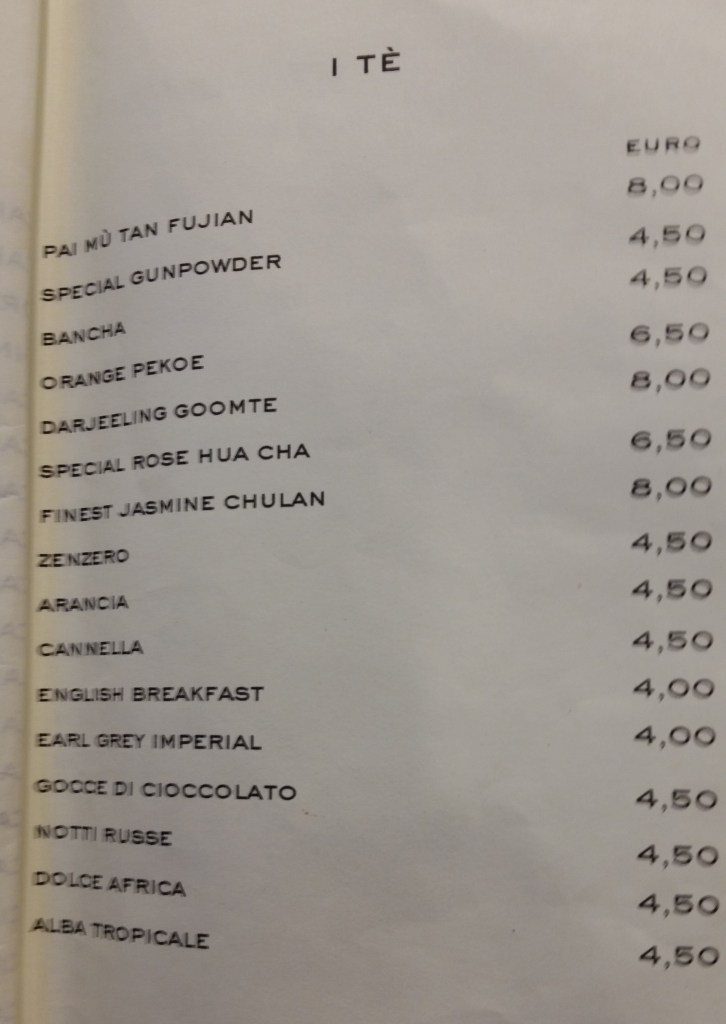 I TÈ
EURO
PAI MÙ TAN FUJIAN 8,00
SPECIAL GUNPOWDER 4,50
BANCHA 4,50
ORANGE PEKOE 6,50
DARJEELING GOOMTE 8,00
SPECIAL ROSE HUA CHA 6,50
FINEST JASMINE CHULAN 8,00
ZENZERO 4,50
ARANCIA 4,50
CANNELLA 4,50
ENGLISH BREAKFAST 4,00
EARL GREY IMPERIAL 4,00
GOCCE DI CIOCCOLATO 4,50
NOTTI RUSSE 4,50
DOLCE AFRICA 4,50
ALBA TROPICALE 4,50